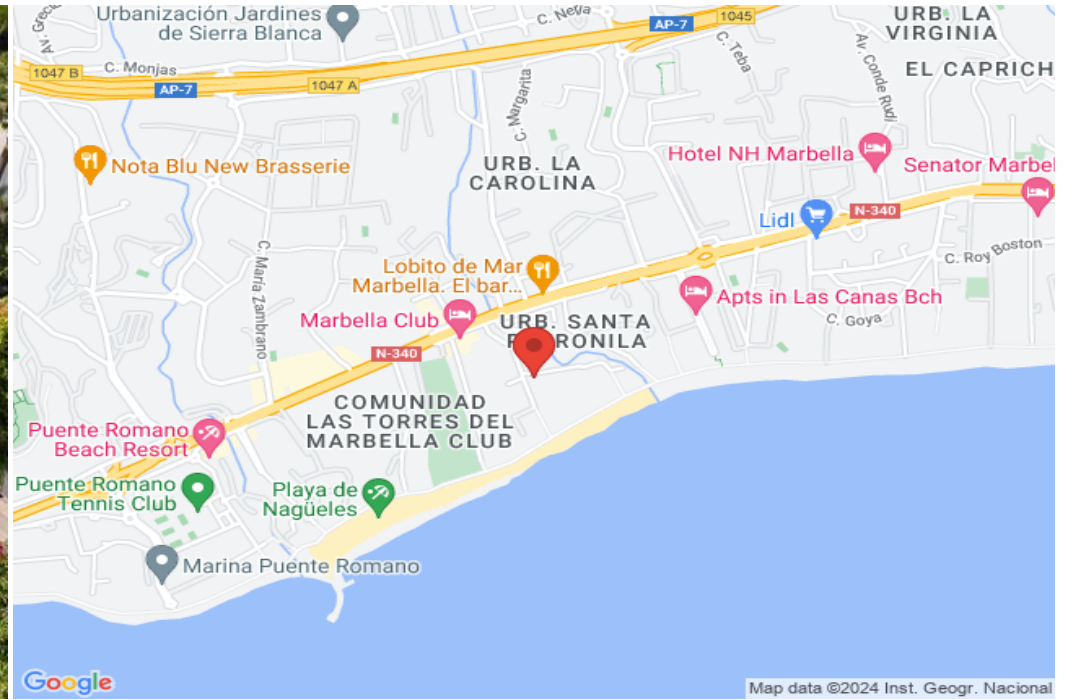 Urbanización Jardines
de Sierra Blanca
C. Neva
AP-7
1045
URB. LA
VIRGINIA
Av. Grec
1047 B
C. Monjas
AP-7
1047 A
C. Teba
Av. Conde Rudi
EL CAPRICH
C. Margarita
Nota Blu New Brasserie
URB. LA
CAROLINA
Hotel NH Marbella
Senator Marbel
Lidl
N-340
C. María Zambrano
Lobito de Mar
Marbella. El bar...
C. Roy Boston
Apts in Las Canas Bch
Marbella Club
URB. SANTA
P RONILA
C. Goya
N-340
COMUNIDAD
LAS TORRES DEL
MARBELLA CLUB
Puente Romano
Beach Resort
Puente Romano
Tennis Club
Playa de
Nagüeles
Marina Puente Romano
Google
Map data ©2024 Inst. Geogr. Nacional